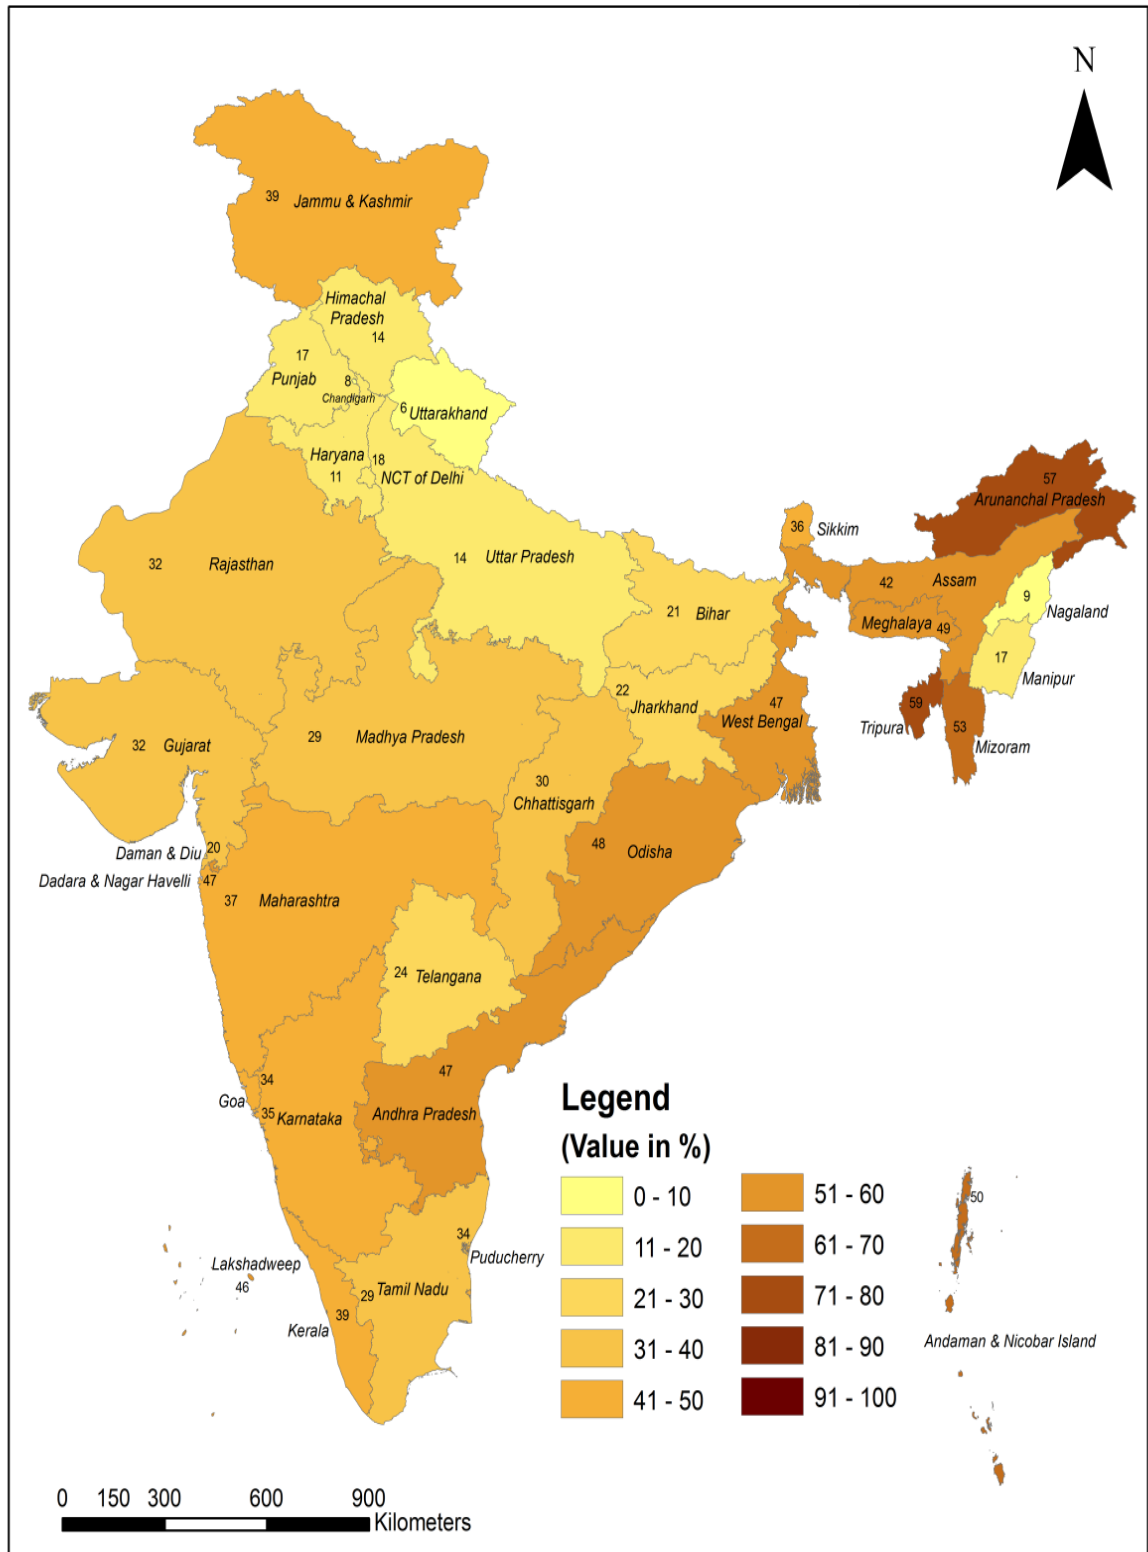 N
39
Jammu & Kashmir
Himachal
Pradesh
14
17
Punjab
8
Chandigarh
6
Uttarakhand
Haryana
11
18
NCT of Delhi
57
Arunanchal Pradesh
36
Sikkim
32
Rajasthan
14
Uttar Pradesh
42
Assam
9
Nagaland
21
Bihar
Meghalaya
49
17
Manipur
22
Jharkhand
47
West Bengal
59
Tripura
53
Mizoram
32
Gujarat
29
Madhya Pradesh
30
Chhattisgarh
20
Daman & Diu
48
Odisha
47
Dadara & Nagar Havelli
37
Maharashtra
24
Telangana
34
Goa
35
Karnataka
47
Andhra Pradesh
Legend
(Value in %)
0 - 10
11 - 20
21 - 30
31 - 40
41 - 50
51 - 60
61 - 70
71 - 80
81 - 90
91 - 100
50
Andaman & Nicobar Island
34
Puducherry
Lakshadweep
46
29
Tamil Nadu
39
Kerala
0 150 300 600 900
Kilometers